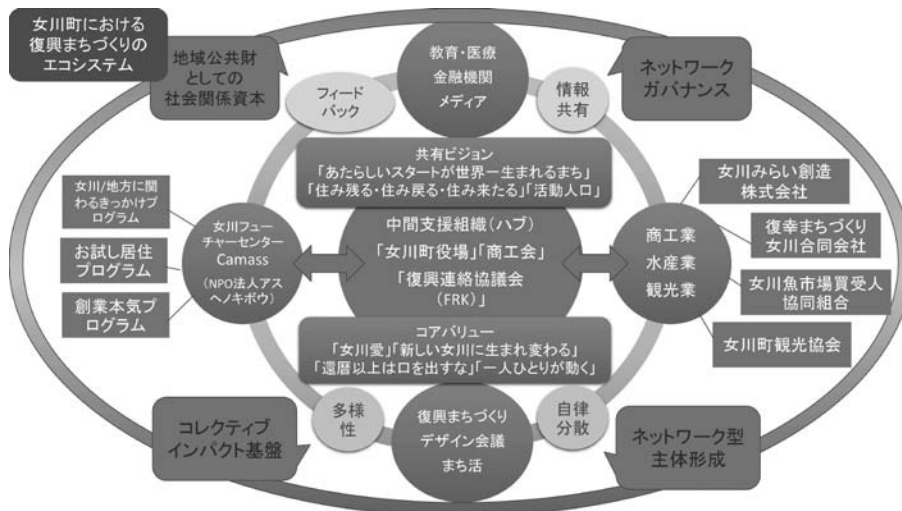 女川町における
復興まちづくりの
エコシステム
地域公共財
としての
社会関係資本
教育・医療
金融機関
メディア
ネットワーク
ガバナンス
フィード
バック
情報
共有
共有ビジョン
「あたらしいスタートが世界一生まれるまち」
「住み残る・住み戻る・住み来たる」「活動人口」
女川/地方に関
わるきっかけプ
ログラム
お試し居住
プログラム
創業本気プ
ログラム
女川フュー
チャーセンター
Camass
(NPO法人アス
ヘノキボウ)
中間支援組織(ハブ)
「女川町役場」「商工会」
「復興連絡協議会
(FRK)」
商工業
水産業
観光業
女川みらい創造
株式会社
復幸まちづくり
女川合同会社
女川魚市場買受人
協同組合
女川町観光協会
コアバリュー
「女川愛」「新しい女川に生まれ変わる」
「還暦以上は口を出すな」「一人ひとりが動く」
多様
性
復興まちづくり
デザイン会議
まち活
自律
分散
コレクティブ
インパクト基盤
ネットワーク型
主体形成